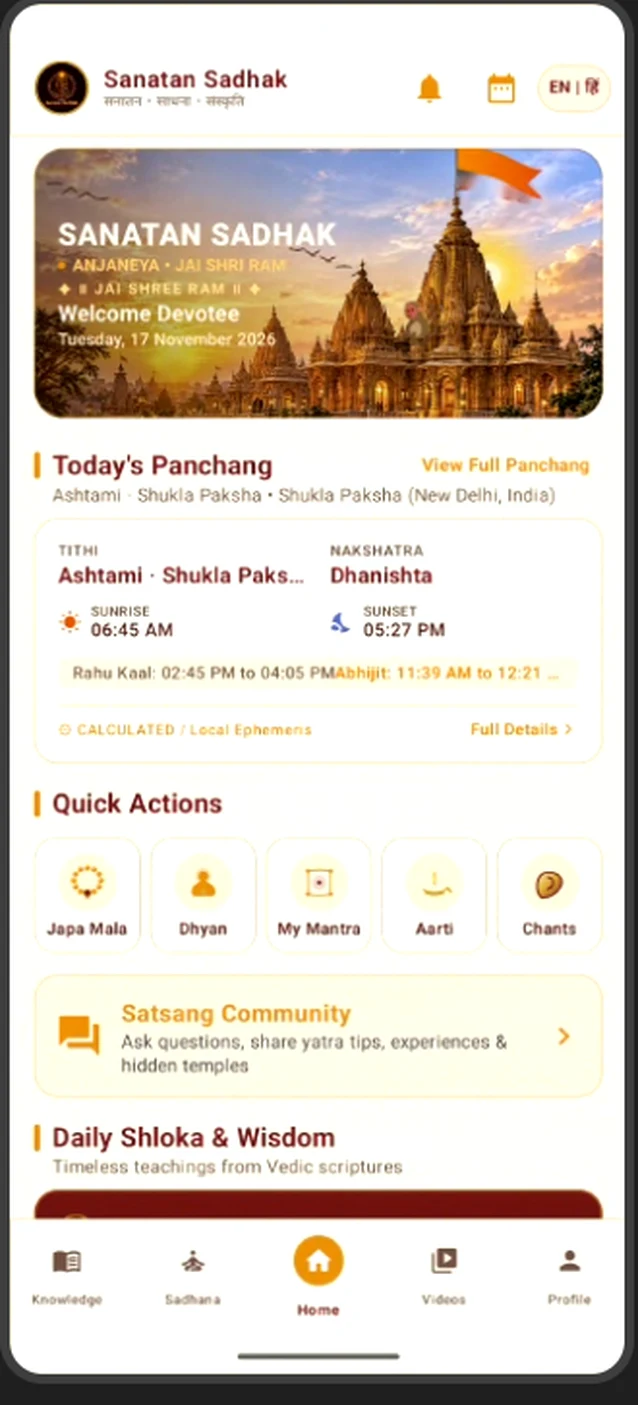 Sanatan Sadhak
सनातन • साधना • संस्कृति
EN | हिं
SANATAN SADHAK
ANJANEYA • JAI SHRI RAM
✦ ॥ JAI SHREE RAM ॥ ✦
Welcome Devotee
Tuesday, 17 November 2026
Today's Panchang
View Full Panchang
Ashtami · Shukla Paksha • Shukla Paksha (New Delhi, India)
TITHI
NAKSHATRA
Ashtami · Shukla Paks...
Dhanishta
SUNRISE
SUNSET
06:45 AM
05:27 PM
Rahu Kaal: 02:45 PM to 04:05 PMAbhijit: 11:39 AM to 12:21 ...
CALCULATED / Local Ephemeris
Full Details >
Quick Actions
Japa Mala
Dhyan
My Mantra
Aarti
Chants
Satsang Community
Ask questions, share yatra tips, experiences &
hidden temples
Daily Shloka & Wisdom
Timeless teachings from Vedic scriptures
Knowledge
Sadhana
Home
Videos
Profile